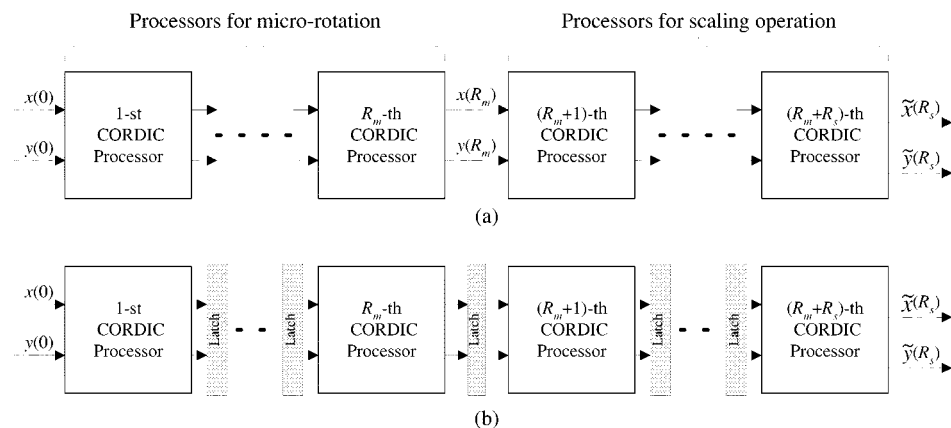 Processors for micro-rotation Processors for scaling operation
x(0) 1-st CORDIC Processor y(0)
R_m-th CORDIC Processor
x(R_m) y(R_m)
(R_m+1)-th CORDIC Processor
(R_m+R_s)-th CORDIC Processor
x̃(R_s) ỹ(R_s)
(a)
x(0) 1-st CORDIC Processor y(0)
Latch Latch
R_m-th CORDIC Processor
Latch
(R_m+1)-th CORDIC Processor
Latch Latch
(R_m+R_s)-th CORDIC Processor
x̃(R_s) ỹ(R_s)
(b)